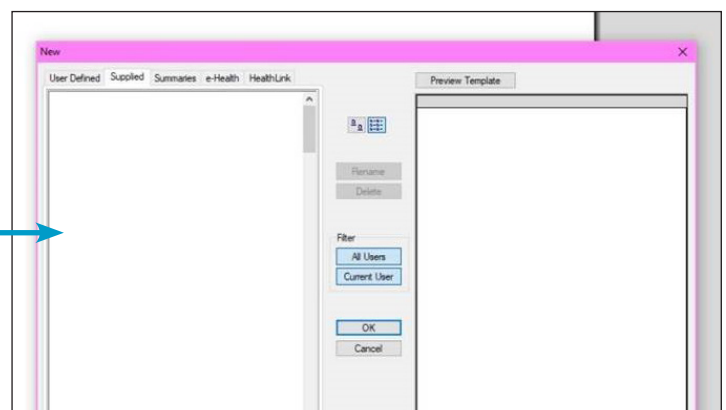 New
User Defined Supplied Summaries e-Health HealthLink
Preview Template
Rename
Delete
Filter
All Users
Current User
OK
Cancel